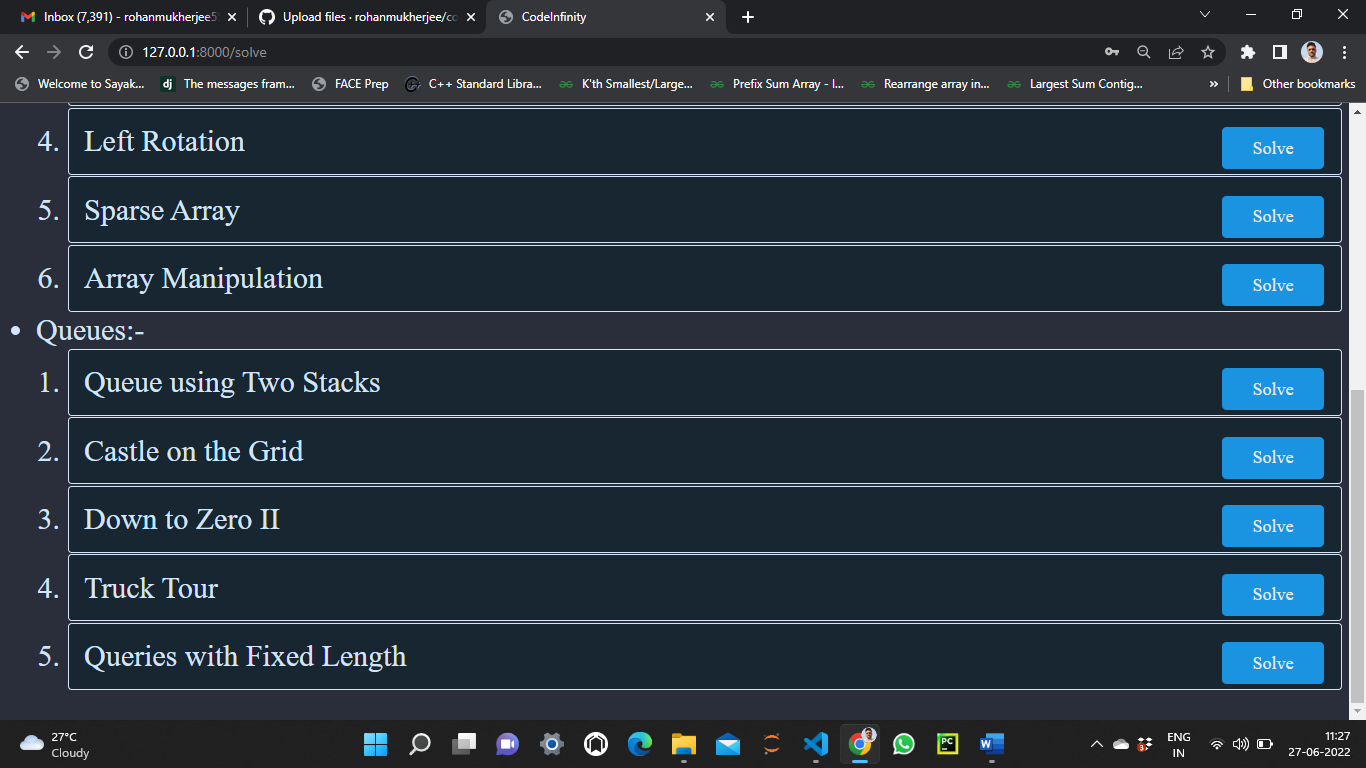 Inbox (7,391) - rohanmukherjee5
Upload files · rohanmukherjee/co
CodeInfinity
127.0.0.1:8000/solve
Welcome to Sayak...
dj The messages fram...
FACE Prep
C++ Standard Libra...
K'th Smallest/Large...
Prefix Sum Array - I...
Rearrange array in...
Largest Sum Contig...
»
Other bookmarks
4. Left Rotation Solve
5. Sparse Array Solve
6. Array Manipulation Solve
• Queues:-
1. Queue using Two Stacks Solve
2. Castle on the Grid Solve
3. Down to Zero II Solve
4. Truck Tour Solve
5. Queries with Fixed Length Solve
27°C
Cloudy
PC
W
3
ENG
IN
11:27
27-06-2022